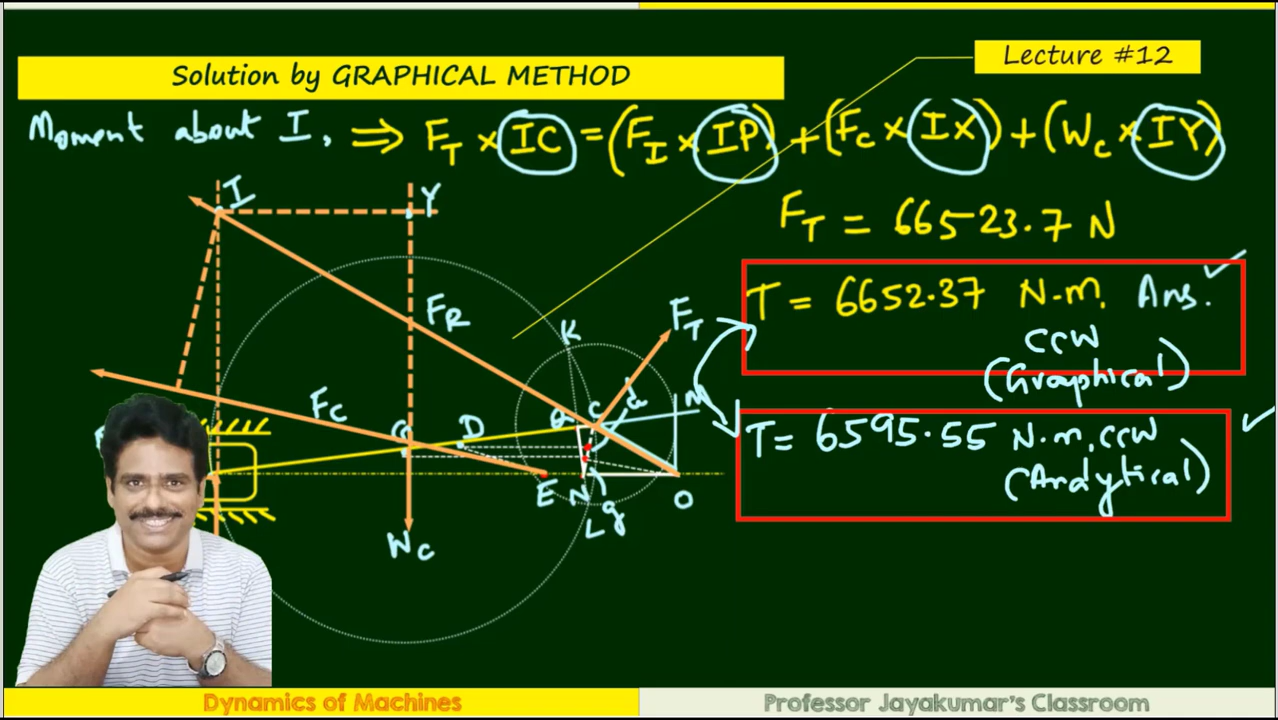 Lecture #12
Solution by GRAPHICAL METHOD
Moment about I, ⇒ F_T × IC = (F_I × IP) + (F_C × IX) + (W_C × IY)
F_T = 66523.7 N
T = 6652.37 N-m. Ans.
CCW
(Graphical)
T = 6595.55 N.m, CCW
(Analytical)
I
Y
F_R
K
F_T
F_C
G
D
Q
C
d
M
E
N
L
g
O
W_C
Dynamics of Machines
Professor Jayakumar's Classroom